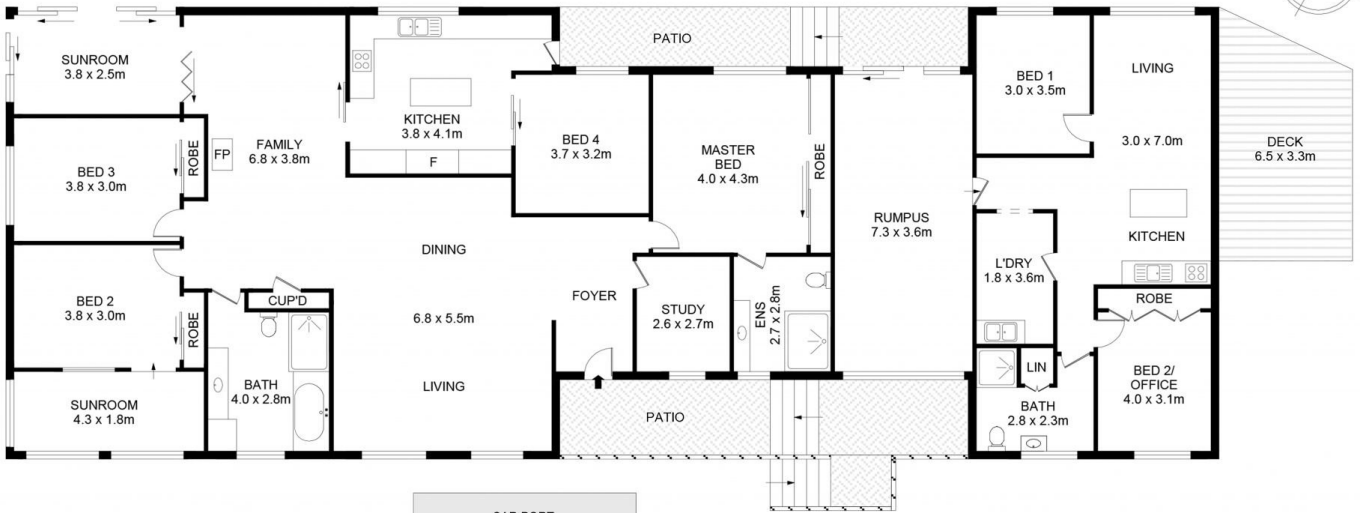 SUNROOM
3.8 x 2.5m
BED 3
3.8 x 3.0m
ROBE
FP
FAMILY
6.8 x 3.8m
KITCHEN
3.8 x 4.1m
F
PATIO
BED 4
3.7 x 3.2m
MASTER
BED
4.0 x 4.3m
ROBE
RUMPUS
7.3 x 3.6m
BED 1
3.0 x 3.5m
LIVING
3.0 x 7.0m
KITCHEN
DECK
6.5 x 3.3m
BED 2
3.8 x 3.0m
ROBE
CUP'D
DINING
6.8 x 5.5m
LIVING
FOYER
STUDY
2.6 x 2.7m
ENS
2.7 x 2.8m
L'DRY
1.8 x 3.6m
ROBE
BED 2/
OFFICE
4.0 x 3.1m
LIN
BATH
2.8 x 2.3m
SUNROOM
4.3 x 1.8m
BATH
4.0 x 2.8m
PATIO